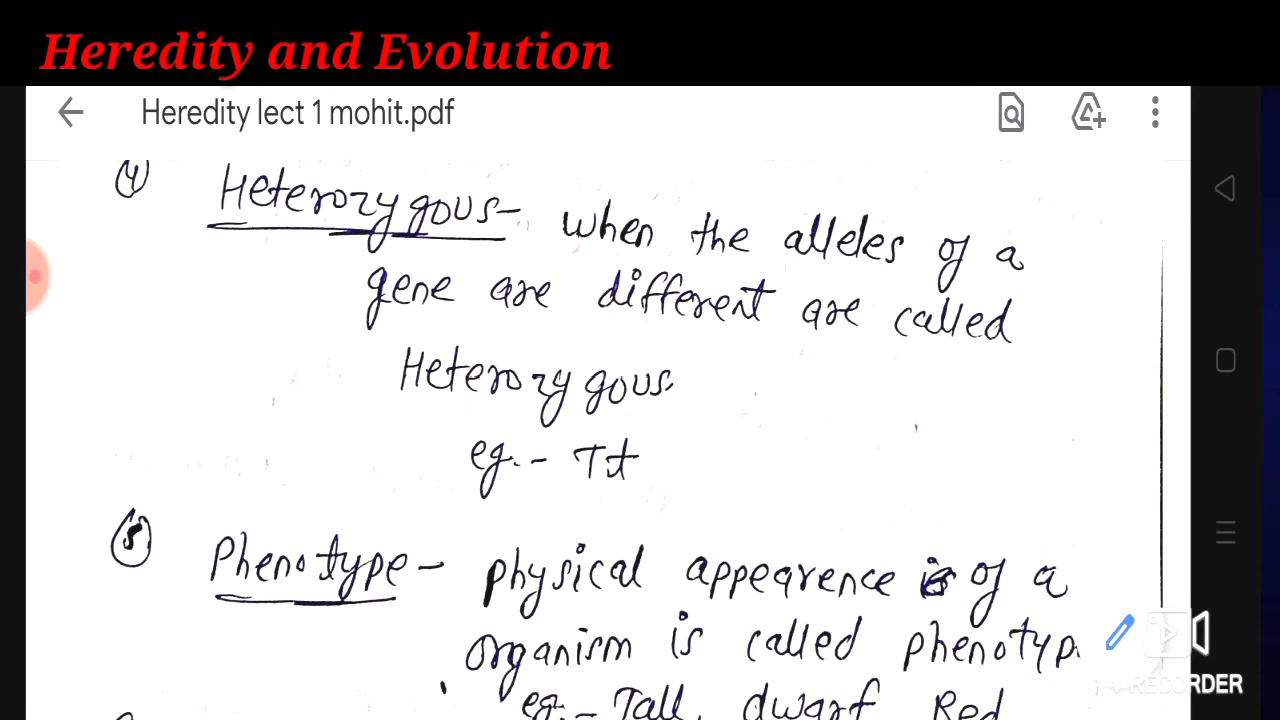 Heredity and Evolution
Heredity lect 1 mohit.pdf
④ Heterozygous- when the alleles of a
gene are different are called
Heterozygous.
eg.- Tt
⑤ Phenotype- physical appearence of a
organism is called phenotyp
eg.- Tall, dwarf Red
RECORDER